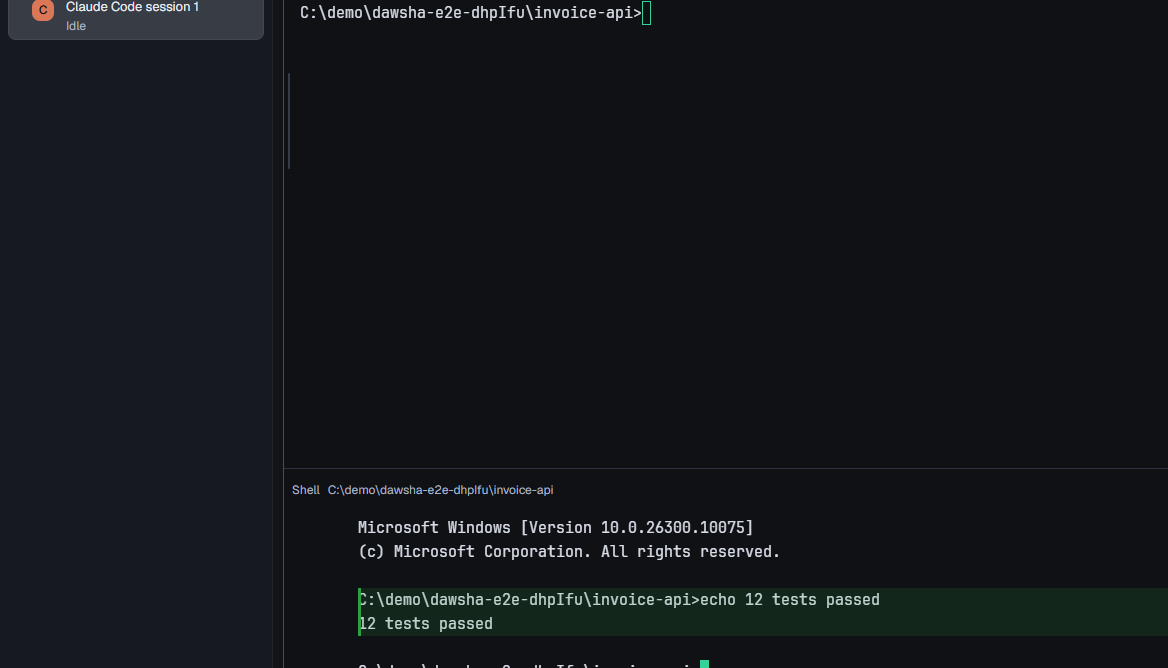 C
Claude Code session 1
Idle
C:\demo\dawsha-e2e-dhpIfu\invoice-api>
Shell C:\demo\dawsha-e2e-dhpIfu\invoice-api
Microsoft Windows [Version 10.0.26300.10075]
(c) Microsoft Corporation. All rights reserved.
C:\demo\dawsha-e2e-dhpIfu\invoice-api>echo 12 tests passed
12 tests passed